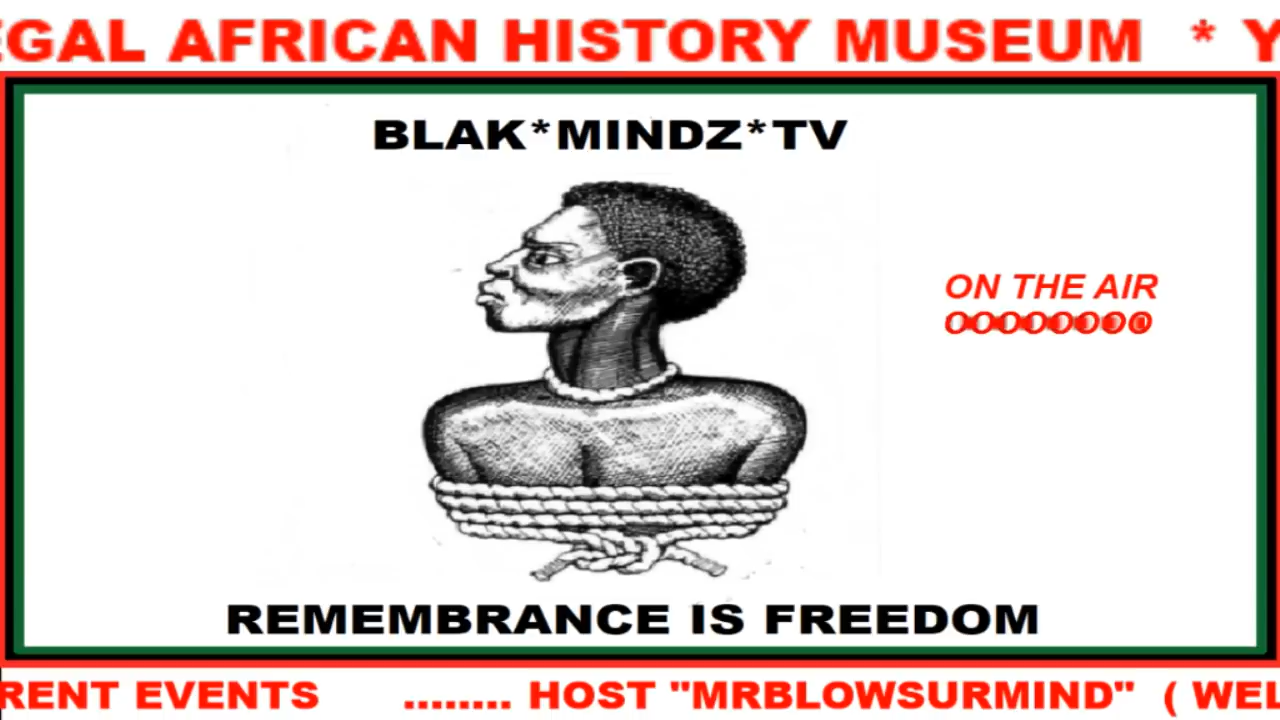 EGAL AFRICAN HISTORY MUSEUM * Y
BLAK*MINDZ*TV
ON THE AIR
REMEMBRANCE IS FREEDOM
RENT EVENTS ........ HOST "MRBLOWSURMIND" ( WEL